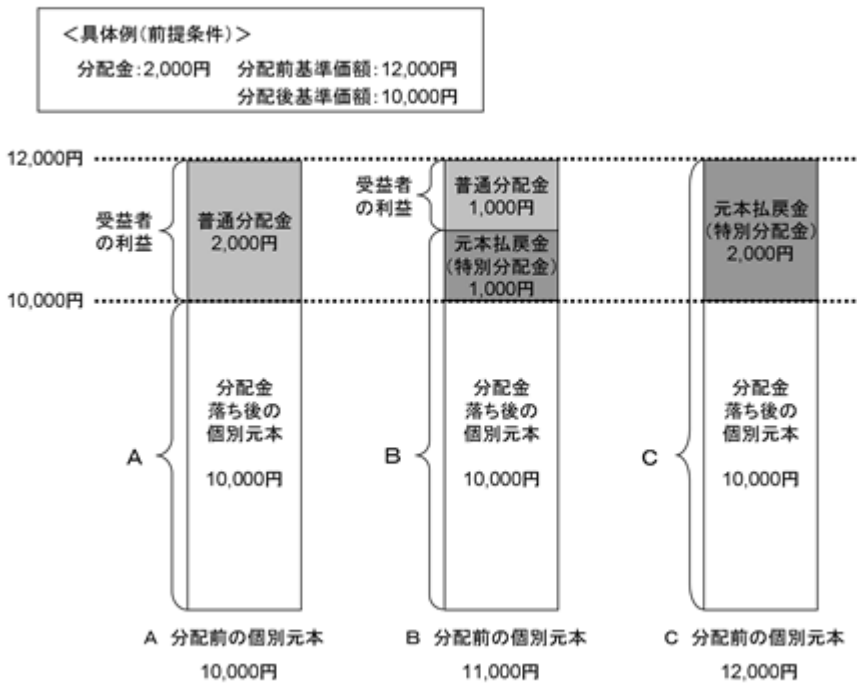 ＜具体例(前提条件)＞
分配金:2,000円　分配前基準価額:12,000円
分配後基準価額:10,000円
12,000円
受益者
の利益
普通分配金
2,000円
受益者
の利益
普通分配金
1,000円
元本払戻金
(特別分配金)
1,000円
元本払戻金
(特別分配金)
2,000円
10,000円
A
分配金
落ち後の
個別元本
10,000円
B
分配金
落ち後の
個別元本
10,000円
C
分配金
落ち後の
個別元本
10,000円
A 分配前の個別元本
10,000円
B 分配前の個別元本
11,000円
C 分配前の個別元本
12,000円